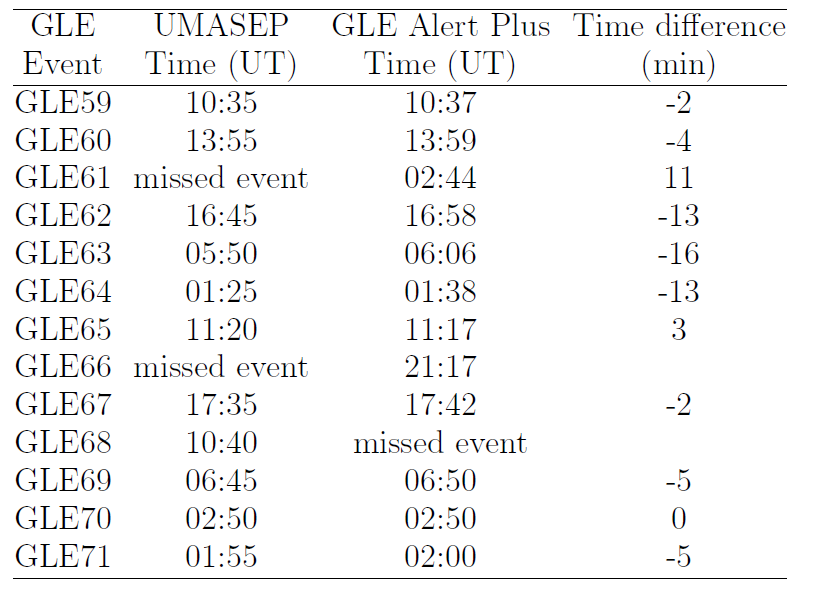 GLE UMASEP GLE Alert Plus Time difference
Event Time (UT) Time (UT) (min)
GLE59 10:35 10:37 -2
GLE60 13:55 13:59 -4
GLE61 missed event 02:44 11
GLE62 16:45 16:58 -13
GLE63 05:50 06:06 -16
GLE64 01:25 01:38 -13
GLE65 11:20 11:17 3
GLE66 missed event 21:17
GLE67 17:35 17:42 -2
GLE68 10:40 missed event
GLE69 06:45 06:50 -5
GLE70 02:50 02:50 0
GLE71 01:55 02:00 -5